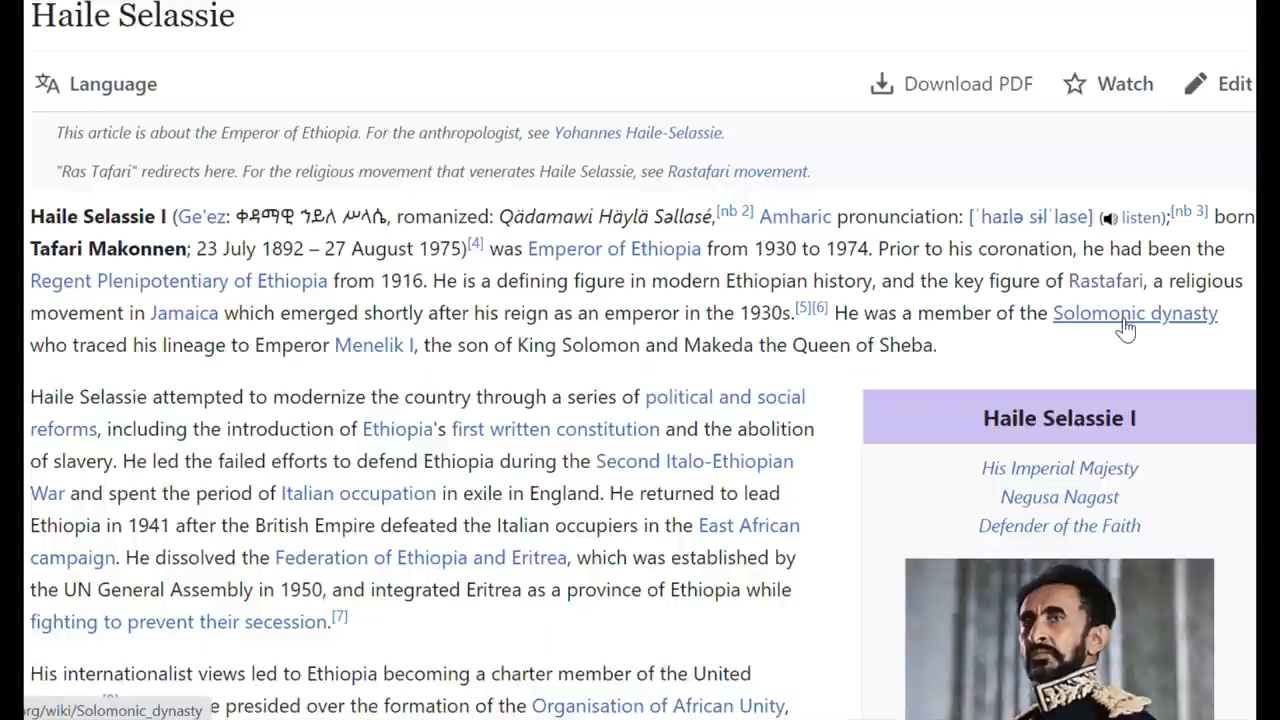 Haile Selassie
Language
Download PDF
Watch
Edit
This article is about the Emperor of Ethiopia. For the anthropologist, see Yohannes Haile-Selassie.
"Ras Tafari" redirects here. For the religious movement that venerates Haile Selassie, see Rastafari movement.
Haile Selassie I (Ge'ez: ቀዳማዊ ኀይለ ሥላሴ, romanized: Qädamawi Häylä Səllasé,[nb 2] Amharic pronunciation: [ˈhaɪlə sɨlˈlase] (listen);[nb 3] born
Tafari Makonnen; 23 July 1892 – 27 August 1975)[4] was Emperor of Ethiopia from 1930 to 1974. Prior to his coronation, he had been the
Regent Plenipotentiary of Ethiopia from 1916. He is a defining figure in modern Ethiopian history, and the key figure of Rastafari, a religious
movement in Jamaica which emerged shortly after his reign as an emperor in the 1930s.[5][6] He was a member of the Solomonic dynasty
who traced his lineage to Emperor Menelik I, the son of King Solomon and Makeda the Queen of Sheba.
Haile Selassie attempted to modernize the country through a series of political and social
reforms, including the introduction of Ethiopia's first written constitution and the abolition
of slavery. He led the failed efforts to defend Ethiopia during the Second Italo-Ethiopian
War and spent the period of Italian occupation in exile in England. He returned to lead
Ethiopia in 1941 after the British Empire defeated the Italian occupiers in the East African
campaign. He dissolved the Federation of Ethiopia and Eritrea, which was established by
the UN General Assembly in 1950, and integrated Eritrea as a province of Ethiopia while
fighting to prevent their secession.[7]
His internationalist views led to Ethiopia becoming a charter member of the United
e presided over the formation of the Organisation of African Unity,
Haile Selassie I
His Imperial Majesty
Negusa Nagast
Defender of the Faith
org/wiki/Solomonic_dynasty